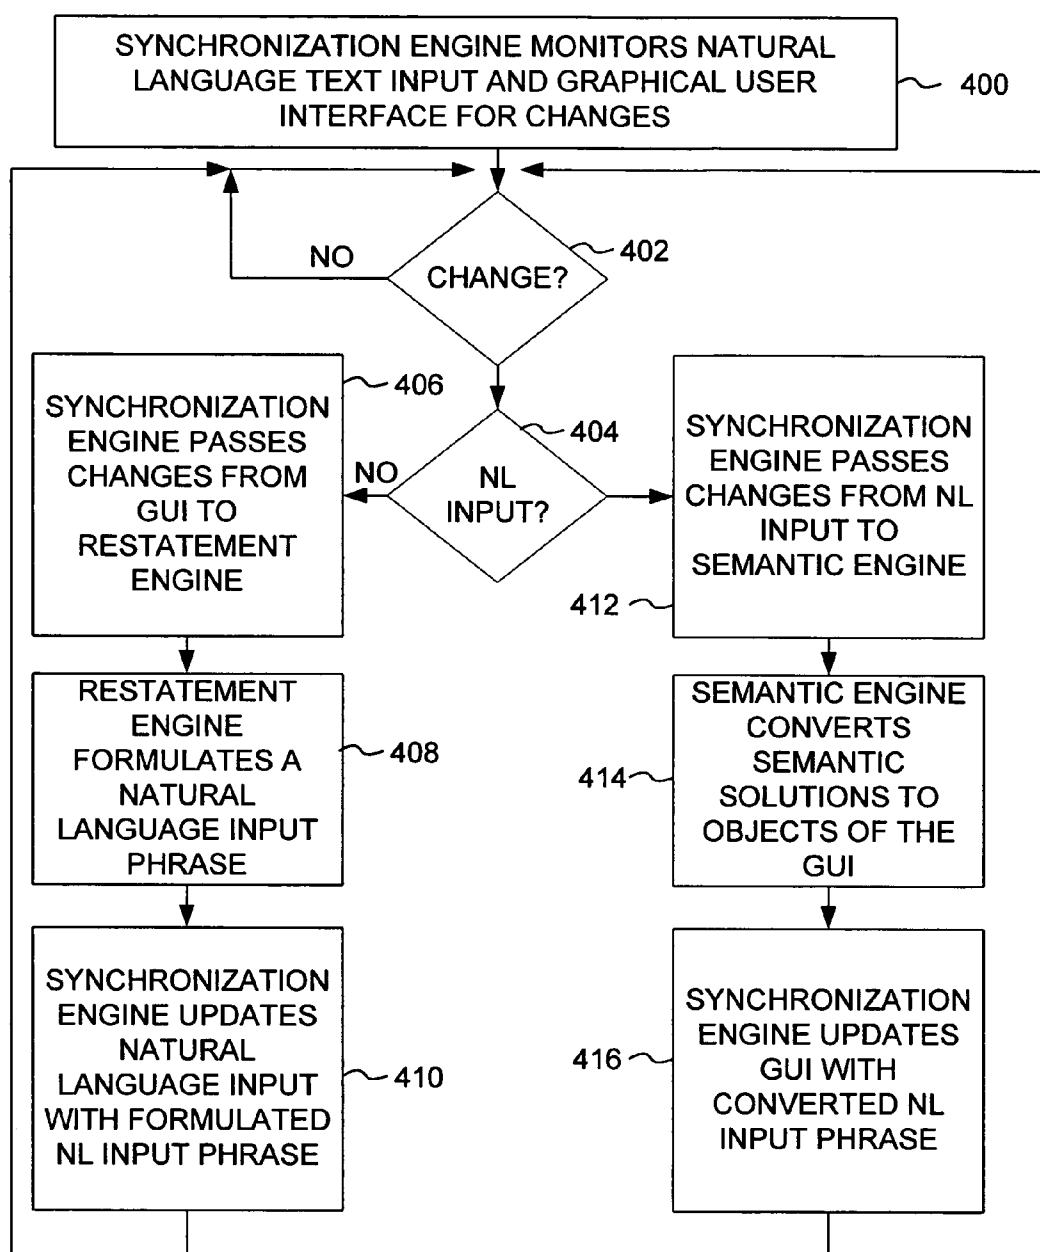 SYNCHRONIZATION ENGINE MONITORS NATURAL
LANGUAGE TEXT INPUT AND GRAPHICAL USER
INTERFACE FOR CHANGES
400
CHANGE?
402
NO
NL
INPUT?
404
NO
SYNCHRONIZATION
ENGINE PASSES
CHANGES FROM
GUI TO
RESTATEMENT
ENGINE
406
RESTATEMENT
ENGINE
FORMULATES A
NATURAL
LANGUAGE INPUT
PHRASE
408
SYNCHRONIZATION
ENGINE UPDATES
NATURAL
LANGUAGE INPUT
WITH FORMULATED
NL INPUT PHRASE
410
SYNCHRONIZATION
ENGINE PASSES
CHANGES FROM NL
INPUT TO
SEMANTIC ENGINE
412
SEMANTIC ENGINE
CONVERTS
SEMANTIC
SOLUTIONS TO
OBJECTS OF THE
GUI
414
SYNCHRONIZATION
ENGINE UPDATES
GUI WITH
CONVERTED NL
INPUT PHRASE
416